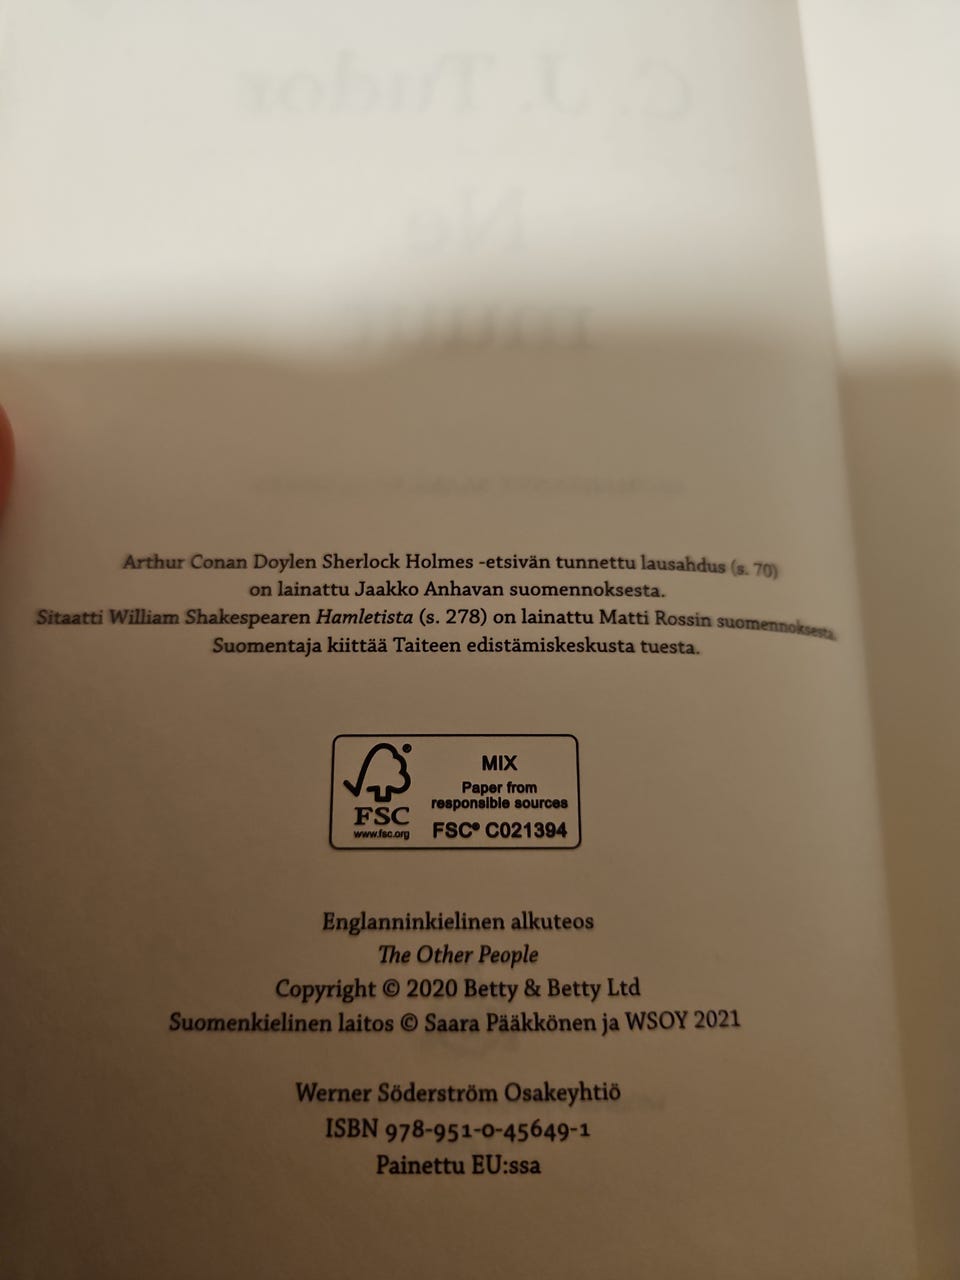 C. J. Tudor
Ne
muut
Arthur Conan Doylen Sherlock Holmes -etsivän tunnettu lausahdus (s. 70)
on lainattu Jaakko Anhavan suomennoksesta.
Sitaatti William Shakespearen Hamletista (s. 278) on lainattu Matti Rossin suomennoksesta.
Suomentaja kiittää Taiteen edistämiskeskusta tuesta.
FSC
www.fsc.org
MIX
Paper from
responsible sources
FSC® C021394
Englanninkielinen alkuteos
The Other People
Copyright © 2020 Betty & Betty Ltd
Suomenkielinen laitos © Saara Pääkkönen ja WSOY 2021
Werner Söderström Osakeyhtiö
ISBN 978-951-0-45649-1
Painettu EU:ssa